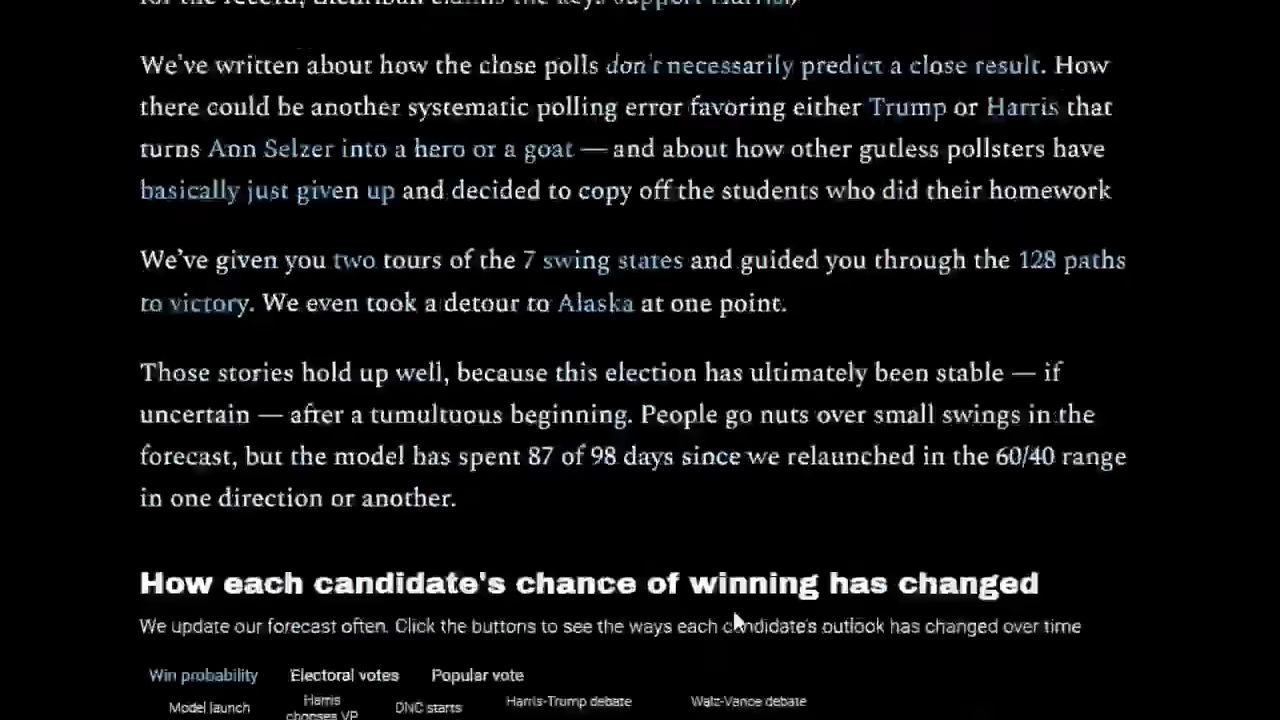 We've written about how the close polls don't necessarily predict a close result. How
there could be another systematic polling error favoring either Trump or Harris that
turns Ann Selzer into a hero or a goat — and about how other gutless pollsters have
basically just given up and decided to copy off the students who did their homework
We've given you two tours of the 7 swing states and guided you through the 128 paths
to victory. We even took a detour to Alaska at one point.
Those stories hold up well, because this election has ultimately been stable — if
uncertain — after a tumultuous beginning. People go nuts over small swings in the
forecast, but the model has spent 87 of 98 days since we relaunched in the 60/40 range
in one direction or another.
How each candidate's chance of winning has changed
We update our forecast often. Click the buttons to see the ways each candidate's outlook has changed over time
Win probability Electoral votes Popular vote
Model launch Harris chooses VP DNC starts Harris-Trump debate Walz-Vance debate